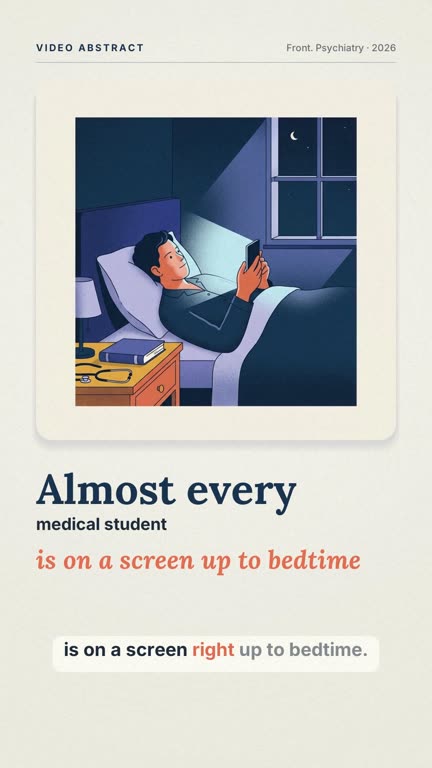 VIDEO ABSTRACT
Front. Psychiatry · 2026
Almost every
medical student
is on a screen up to bedtime
is on a screen right up to bedtime.